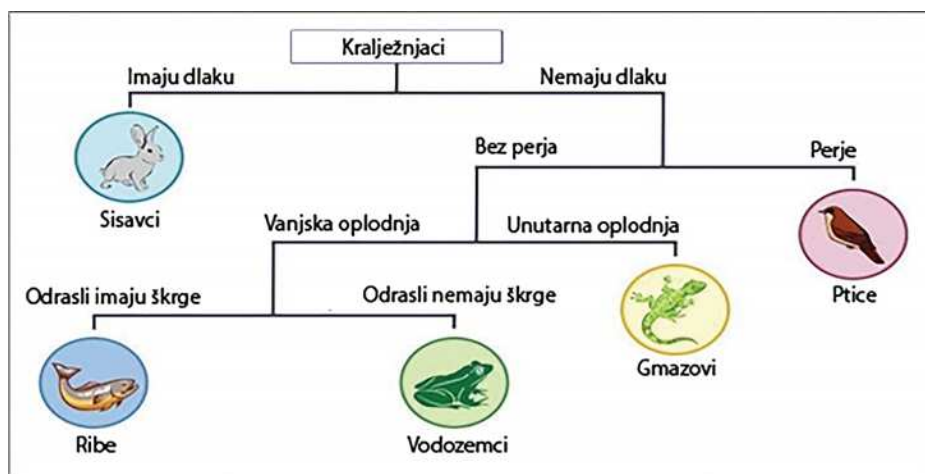 Kralježnjaci
Imaju dlaku
Nemaju dlaku
Bez perja
Perje
Sisavci
Vanjska oplodnja
Unutarna oplodnja
Ptice
Odrasli imaju škrge
Odrasli nemaju škrge
Gmazovi
Ribe
Vodozemci